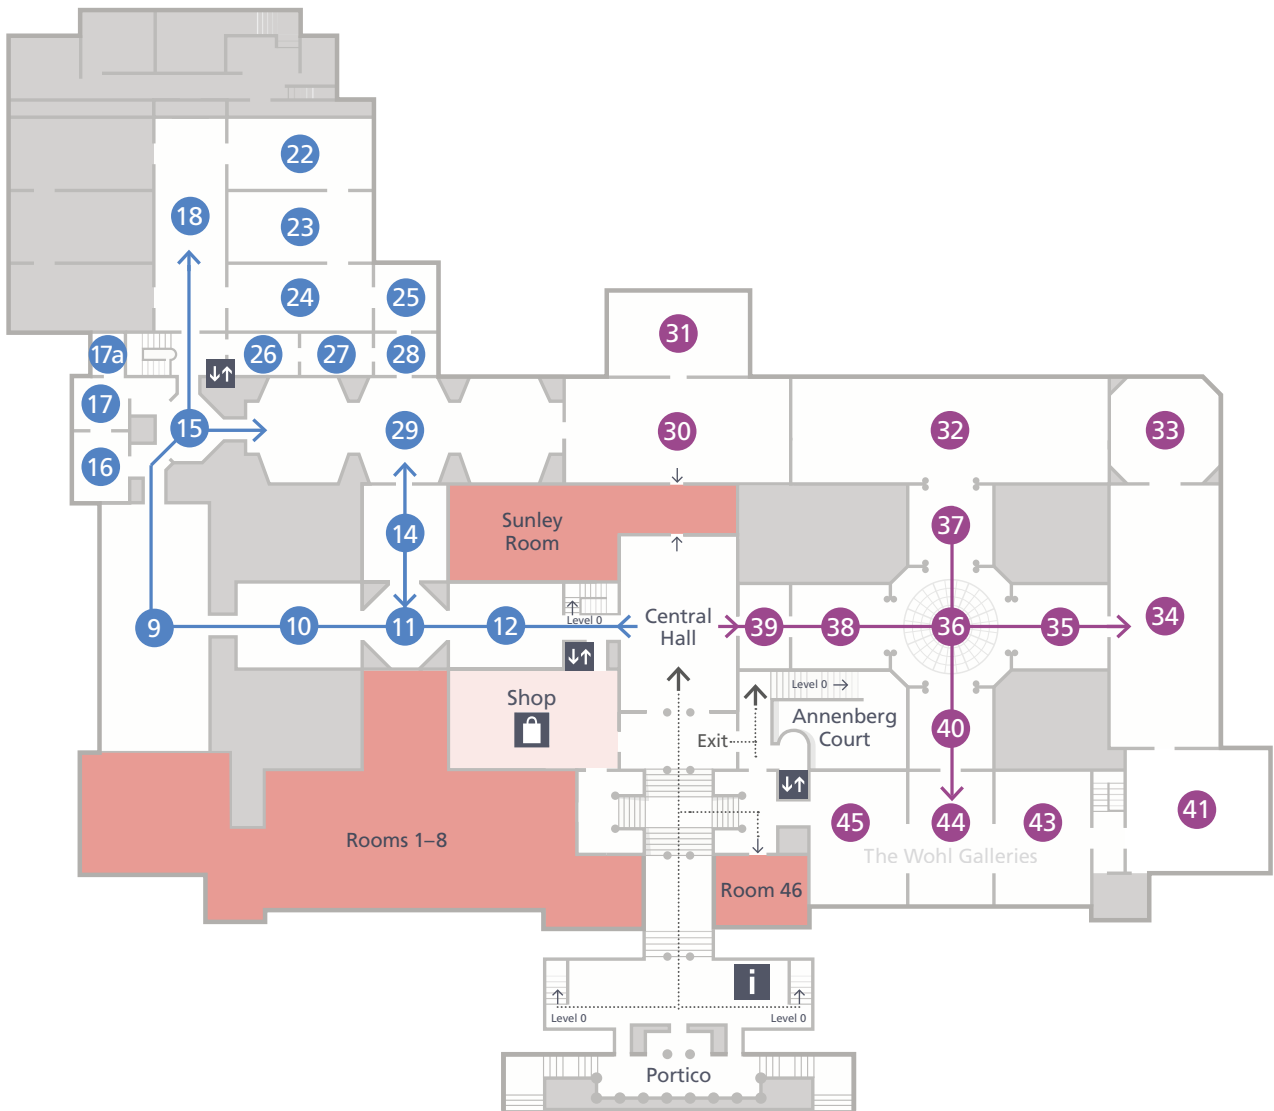 22
18
23
24
25
31
17a
26
27
28
17
15
29
30
32
33
16
Sunley
Room
37
14
9
10
11
12
Level 0
Central
Hall
39
38
36
35
34
Shop
Level 0
Annenberg
Court
Exit
40
45
44
43
41
The Wohl Galleries
Rooms 1–8
Room 46
i
Level 0
Level 0
Portico